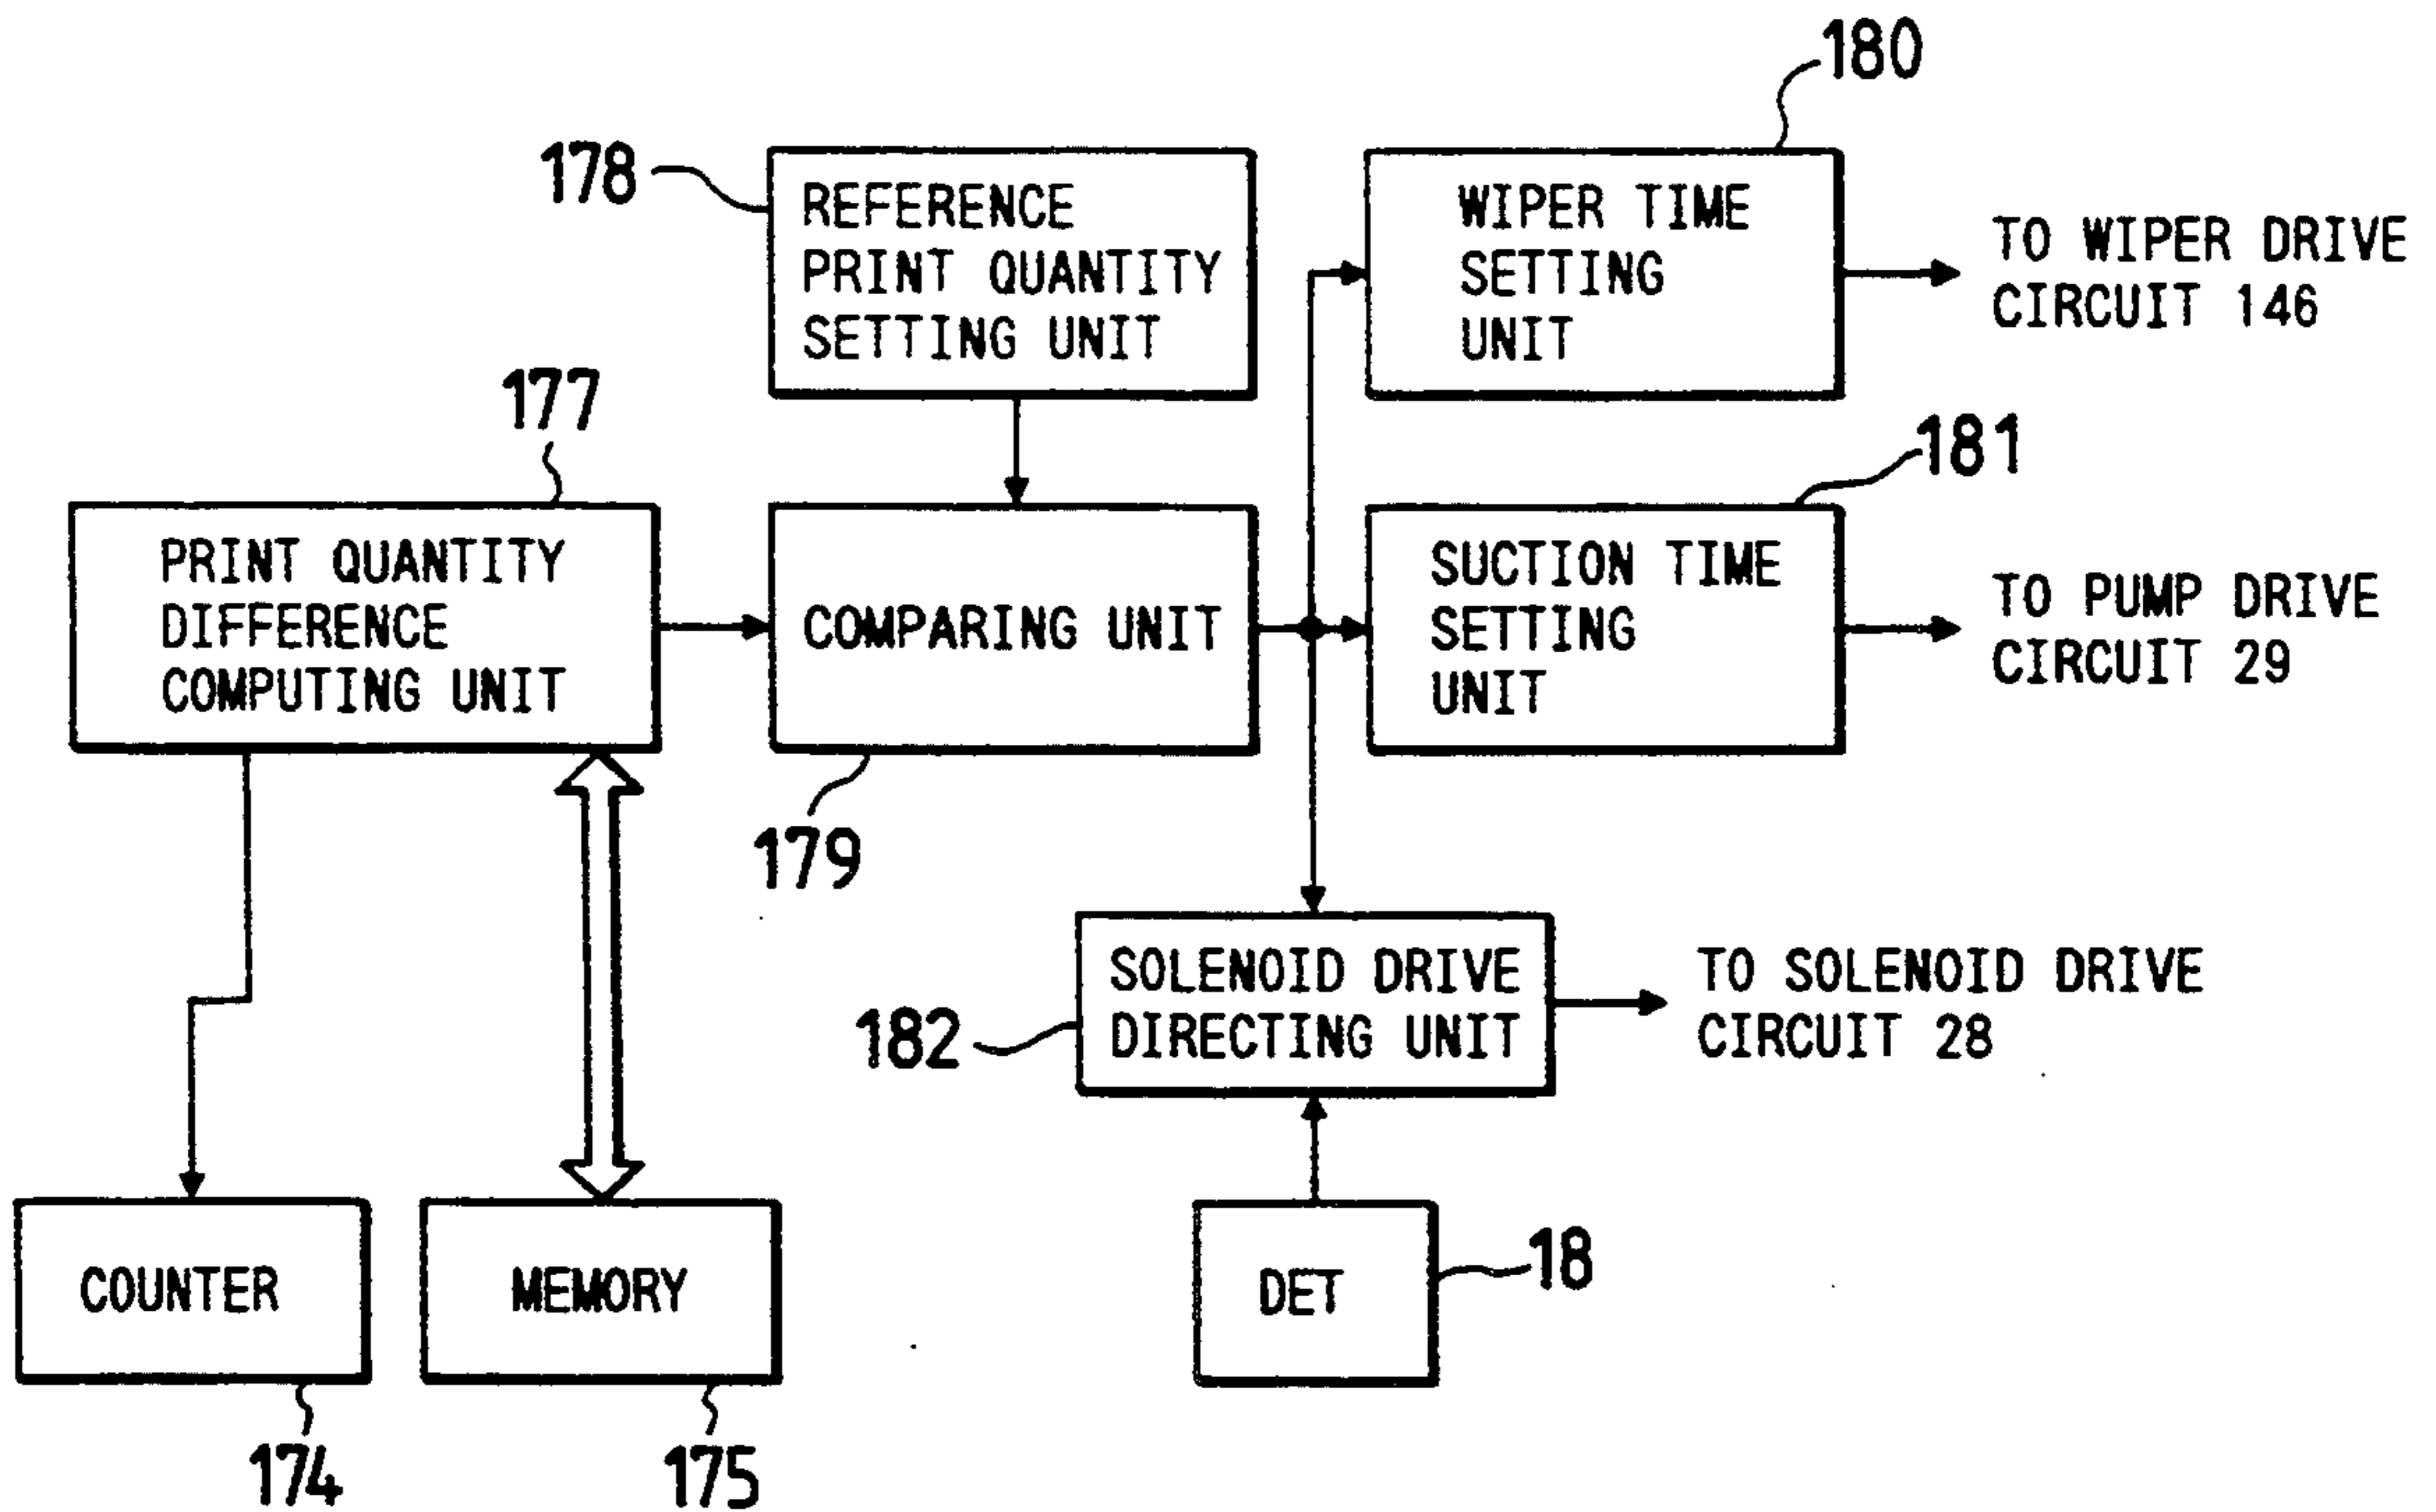 180
178
REFERENCE
PRINT QUANTITY
SETTING UNIT
WIPER TIME
SETTING
UNIT
TO WIPER DRIVE
CIRCUIT 146
177
181
PRINT QUANTITY
DIFFERENCE
COMPUTING UNIT
COMPARING UNIT
SUCTION TIME
SETTING
UNIT
TO PUMP DRIVE
CIRCUIT 29
179
182
SOLENOID DRIVE
DIRECTING UNIT
TO SOLENOID DRIVE
CIRCUIT 28
COUNTER
MEMORY
DET
18
174
175